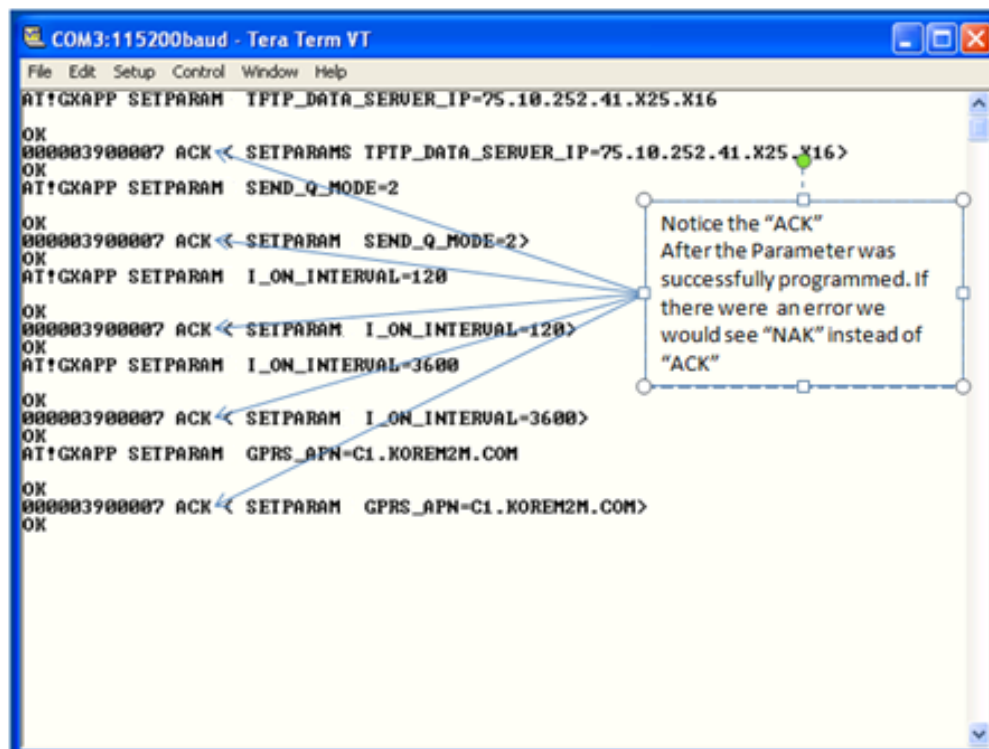 COM3:115200baud - Tera Term VT
File Edit Setup Control Window Help
AT!GXAPP SETPARAM TFTP_DATA_SERVER_IP=75.10.252.41.X25.X16
OK
000003900007 ACK < SETPARAMS TFTP_DATA_SERVER_IP=75.10.252.41.X25.X16>
OK
AT!GXAPP SETPARAM SEND_Q_MODE=2
OK
000003900007 ACK < SETPARAM SEND_Q_MODE=2>
OK
AT!GXAPP SETPARAM I_ON_INTERVAL=120
OK
000003900007 ACK < SETPARAM I_ON_INTERVAL=120>
OK
AT!GXAPP SETPARAM I_ON_INTERVAL=3600
OK
000003900007 ACK < SETPARAM I_ON_INTERVAL=3600>
OK
AT!GXAPP SETPARAM GPRS_APN=C1.KOREM2M.COM
OK
000003900007 ACK < SETPARAM GPRS_APN=C1.KOREM2M.COM>
OK
Notice the “ACK”
After the Parameter was
successfully programmed. If
there were an error we
would see “NAK” instead of
“ACK”